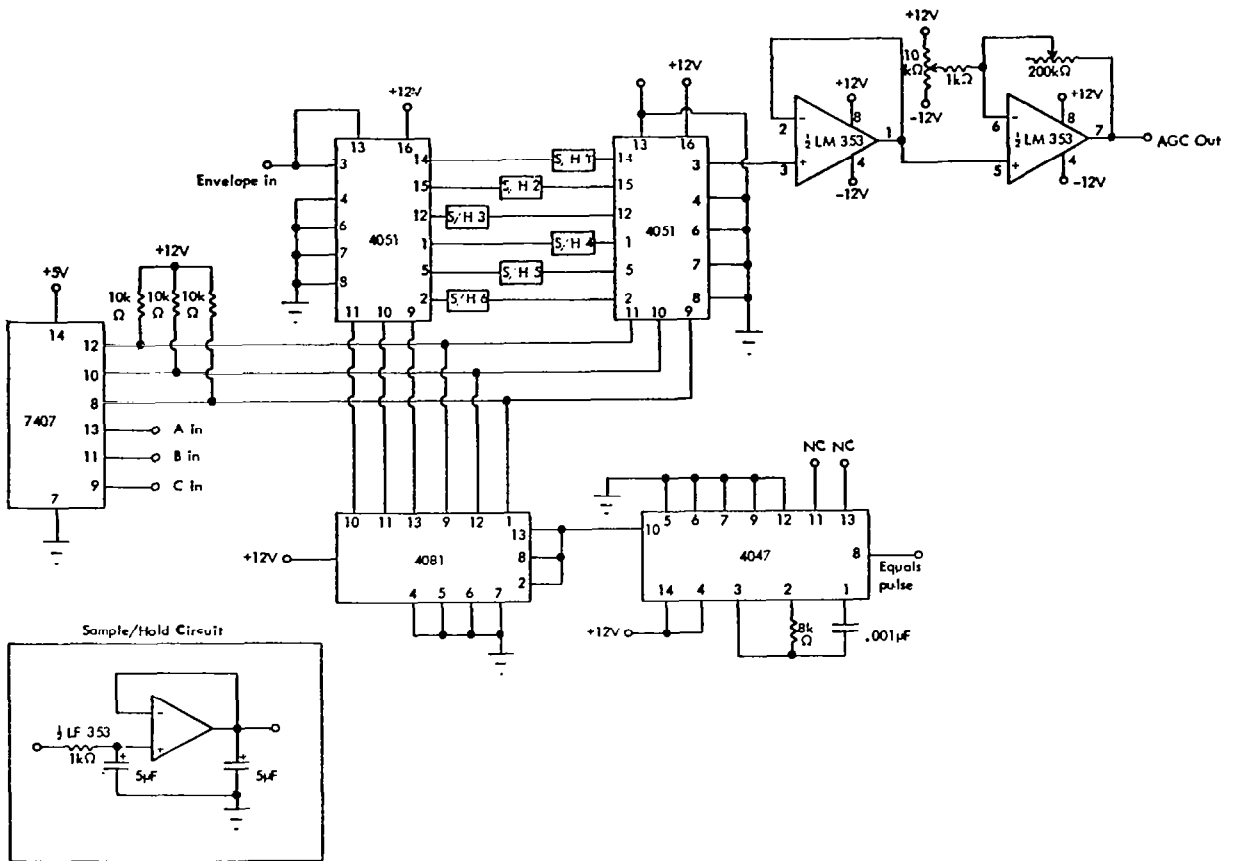 +12V
+12V
+12V
+12V
10
kΩ
1kΩ
200kΩ
-12V
+12V
+12V
13
16
13
16
2
8
1
½ LM 353
4
3
-12V
6
8
7
½ LM 353
4
5
-12V
AGC Out
Envelope in
3
4
6
7
8
4051
14
15
12
1
5
2
11
10
9
S/H 1
S/H 2
S/H 3
S/H 4
S/H 5
S/H 6
14
15
12
1
5
2
4051
3
4
6
7
8
11
10
9
+5V
+12V
10k
Ω
10k
Ω
10k
Ω
14
12
10
8
7407
13
A in
11
B in
9
C in
7
NC
NC
10
11
13
9
12
1
+12V
4081
13
8
2
4
5
6
7
5
6
7
9
12
11
13
10
4047
8
Equals
pulse
14
4
3
2
1
+12V
8k
Ω
.001μF
Sample/Hold Circuit
½ LF 353
-
+
1kΩ
+
5μF
+
5μF